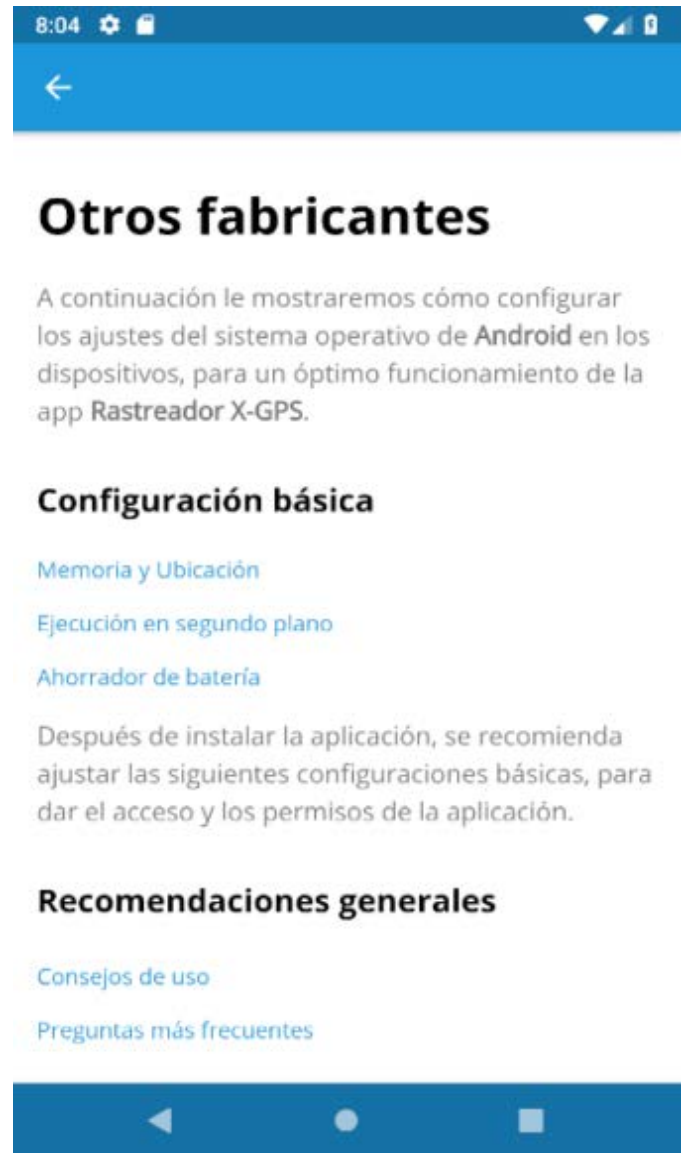 8:04
Otros fabricantes
A continuación le mostraremos cómo configurar
los ajustes del sistema operativo de Android en los
dispositivos, para un óptimo funcionamiento de la
app Rastreador X-GPS.
Configuración básica
Memoria y Ubicación
Ejecución en segundo plano
Ahorrador de batería
Después de instalar la aplicación, se recomienda
ajustar las siguientes configuraciones básicas, para
dar el acceso y los permisos de la aplicación.
Recomendaciones generales
Consejos de uso
Preguntas más frecuentes